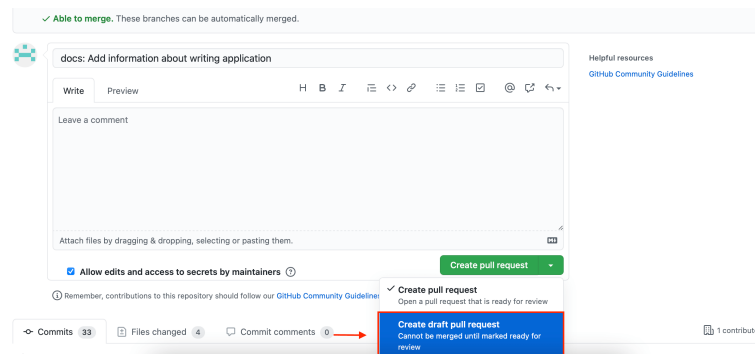 Able to merge. These branches can be automatically merged.
docs: Add information about writing application
Helpful resources
GitHub Community Guidelines
Write Preview H B I
Leave a comment
Attach files by dragging & dropping, selecting or pasting them.
Allow edits and access to secrets by maintainers
Create pull request
Remember, contributions to this repository should follow our GitHub Community Guidelines
Create pull request
Open a pull request that is ready for review
Create draft pull request
Cannot be merged until marked ready for
review
Commits 33 Files changed 4 Commit comments 0
1 contribut